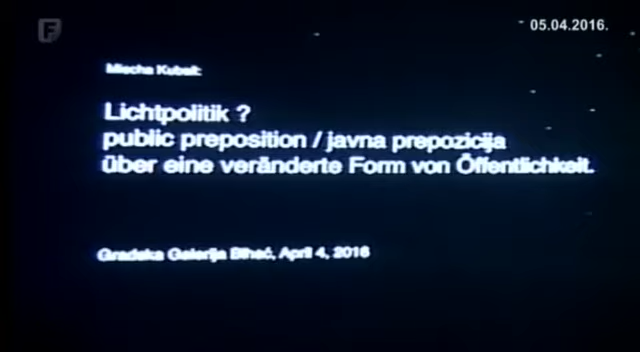 F
05.04.2016.
Mischa Kuball:
Lichtpolitik ?
public preposition / javna prepozicija
über eine veränderte Form von Öffentlichkeit.
Gradska Galerija Bihać, April 4, 2016